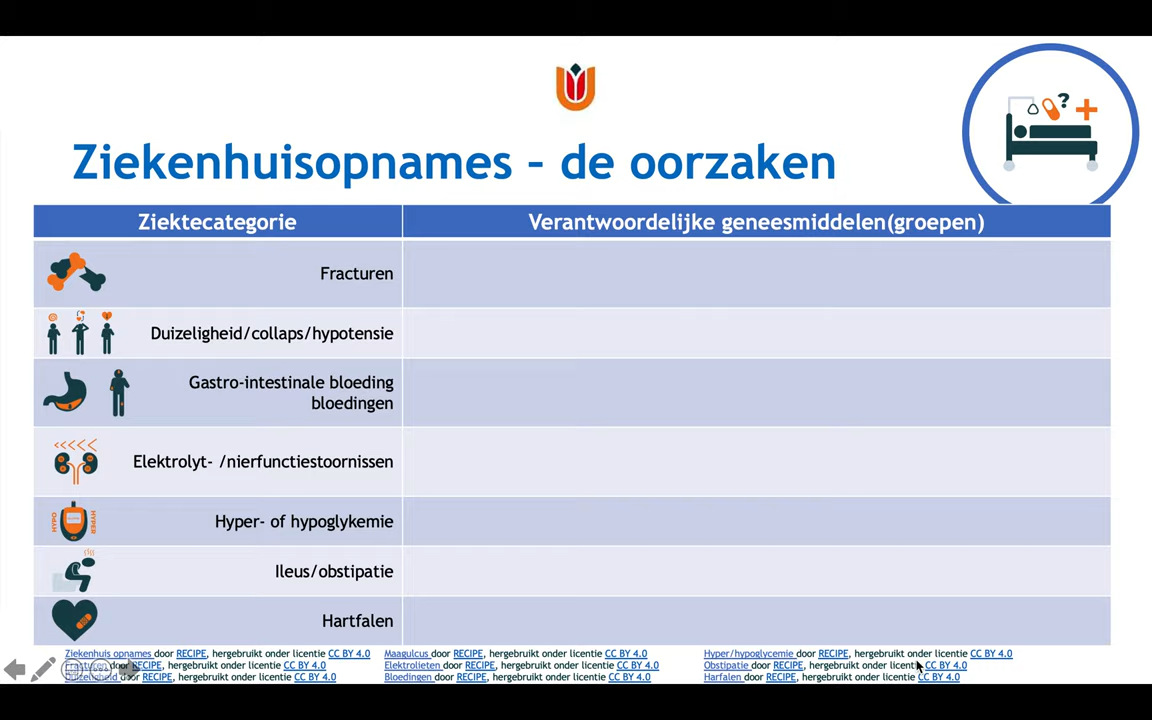 Ziekenhuisopnames – de oorzaken
Ziektecategorie
Verantwoordelijke geneesmiddelen(groepen)
Fracturen
Duizeligheid/collaps/hypotensie
Gastro-intestinale bloeding
bloedingen
Elektrolyt- /nierfunctiestoornissen
HYPO
HYPER
Hyper- of hypoglykemie
Ileus/obstipatie
Hartfalen
Ziekenhuis opnames door RECIPE, hergebruikt onder licentie CC BY 4.0
door RECIPE, hergebruikt onder licentie CC BY 4.0
door RECIPE, hergebruikt onder licentie CC BY 4.0
Maagulcus door RECIPE, hergebruikt onder licentie CC BY 4.0
Elektrolieten door RECIPE, hergebruikt onder licentie CC BY 4.0
Bloedingen door RECIPE, hergebruikt onder licentie CC BY 4.0
Hyper/hypoglycemie door RECIPE, hergebruikt onder licentie CC BY 4.0
Obstipatie door RECIPE, hergebruikt onder licentie CC BY 4.0
Harfalen door RECIPE, hergebruikt onder licentie CC BY 4.0